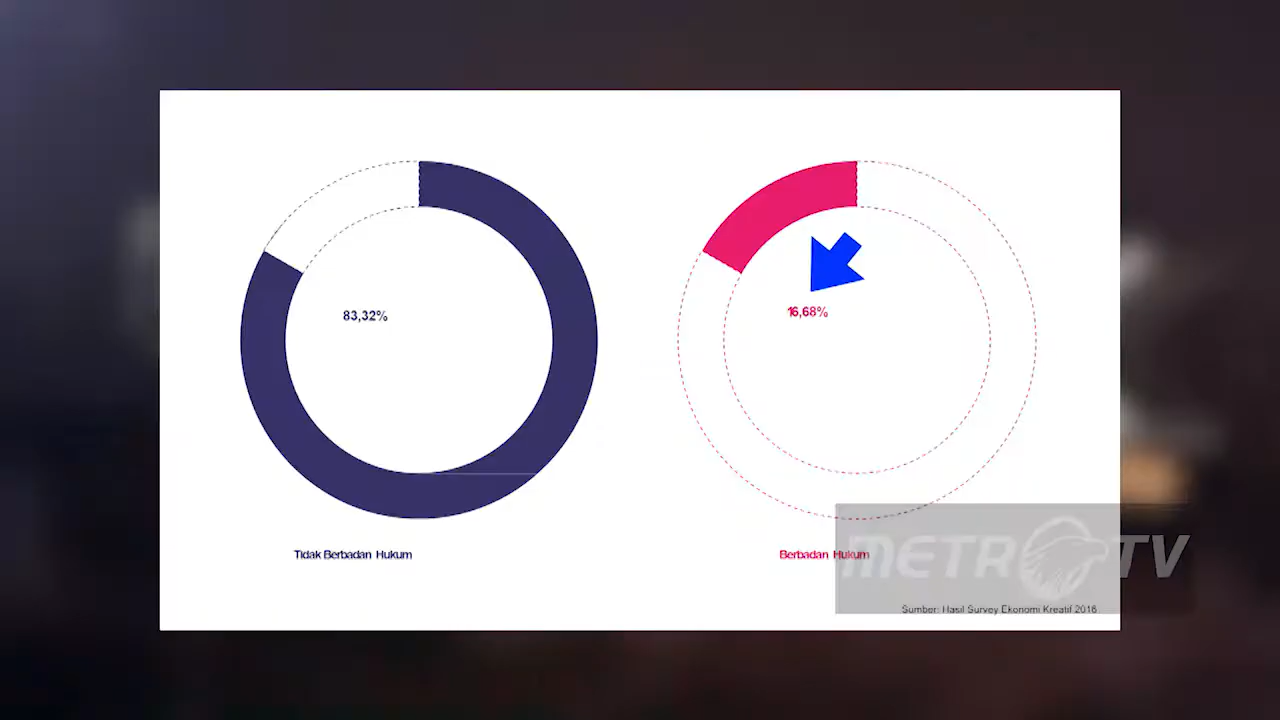 83,32%
16,68%
Tidak Berbadan Hukum
Berbadan Hukum
METRO TV
Sumber: Hasil Survey Ekonomi Kreatif 2016